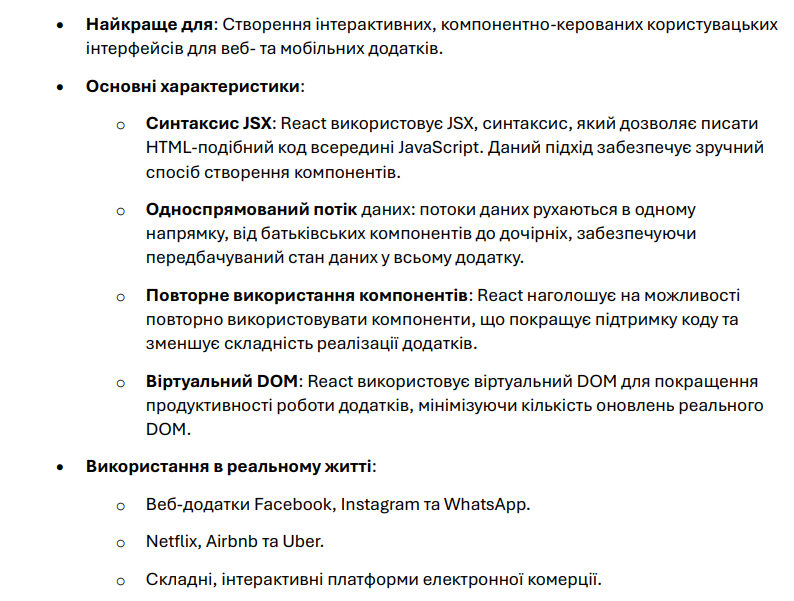 • Найкраще для: Створення інтерактивних, компонентно-керованих користувацьких
інтерфейсів для веб- та мобільних додатків.
• Основні характеристики:
o Синтаксис JSX: React використовує JSX, синтаксис, який дозволяє писати
HTML-подібний код всередині JavaScript. Даний підхід забезпечує зручний
спосіб створення компонентів.
o Односпрямований потік даних: потоки даних рухаються в одному
напрямку, від батьківських компонентів до дочірніх, забезпечуючи
передбачуваний стан даних у всьому додатку.
o Повторне використання компонентів: React наголошує на можливості
повторно використовувати компоненти, що покращує підтримку коду та
зменшує складність реалізації додатків.
o Віртуальний DOM: React використовує віртуальний DOM для покращення
продуктивності роботи додатків, мінімізуючи кількість оновлень реального
DOM.
• Використання в реальному житті:
o Веб-додатки Facebook, Instagram та WhatsApp.
o Netflix, Airbnb та Uber.
o Складні, інтерактивні платформи електронної комерції.